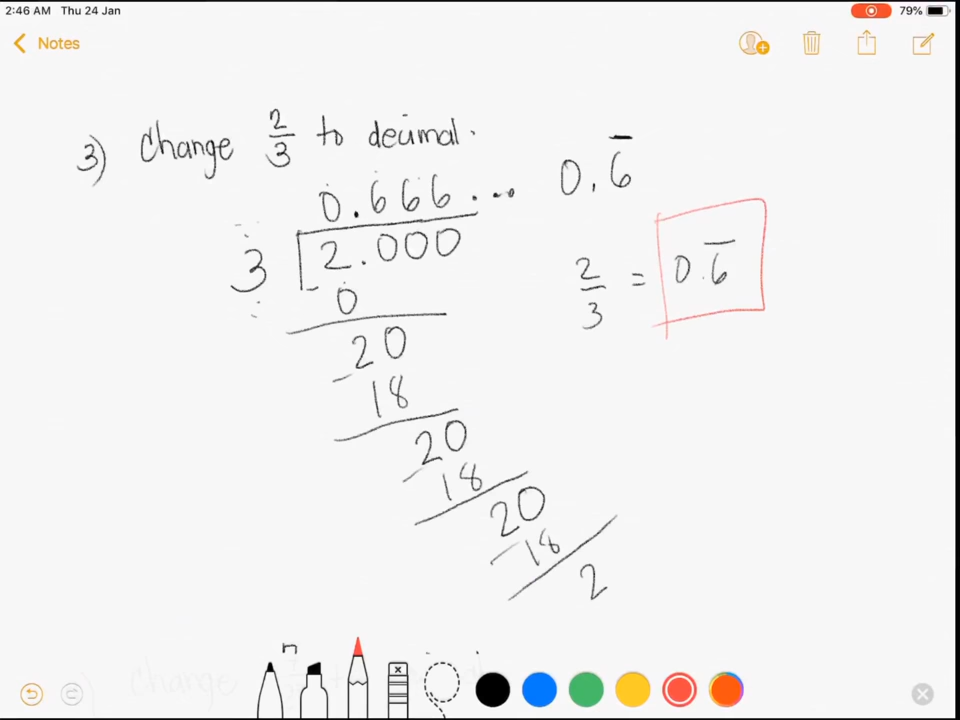 2:46 AM Thu 24 Jan
79%
Notes
3) Change 2/3 to decimal.
0.666...
0.6̅
3 2.000
2/3 = 0.6̅
0
20
- 18
20
- 18
20
- 18
2
Change